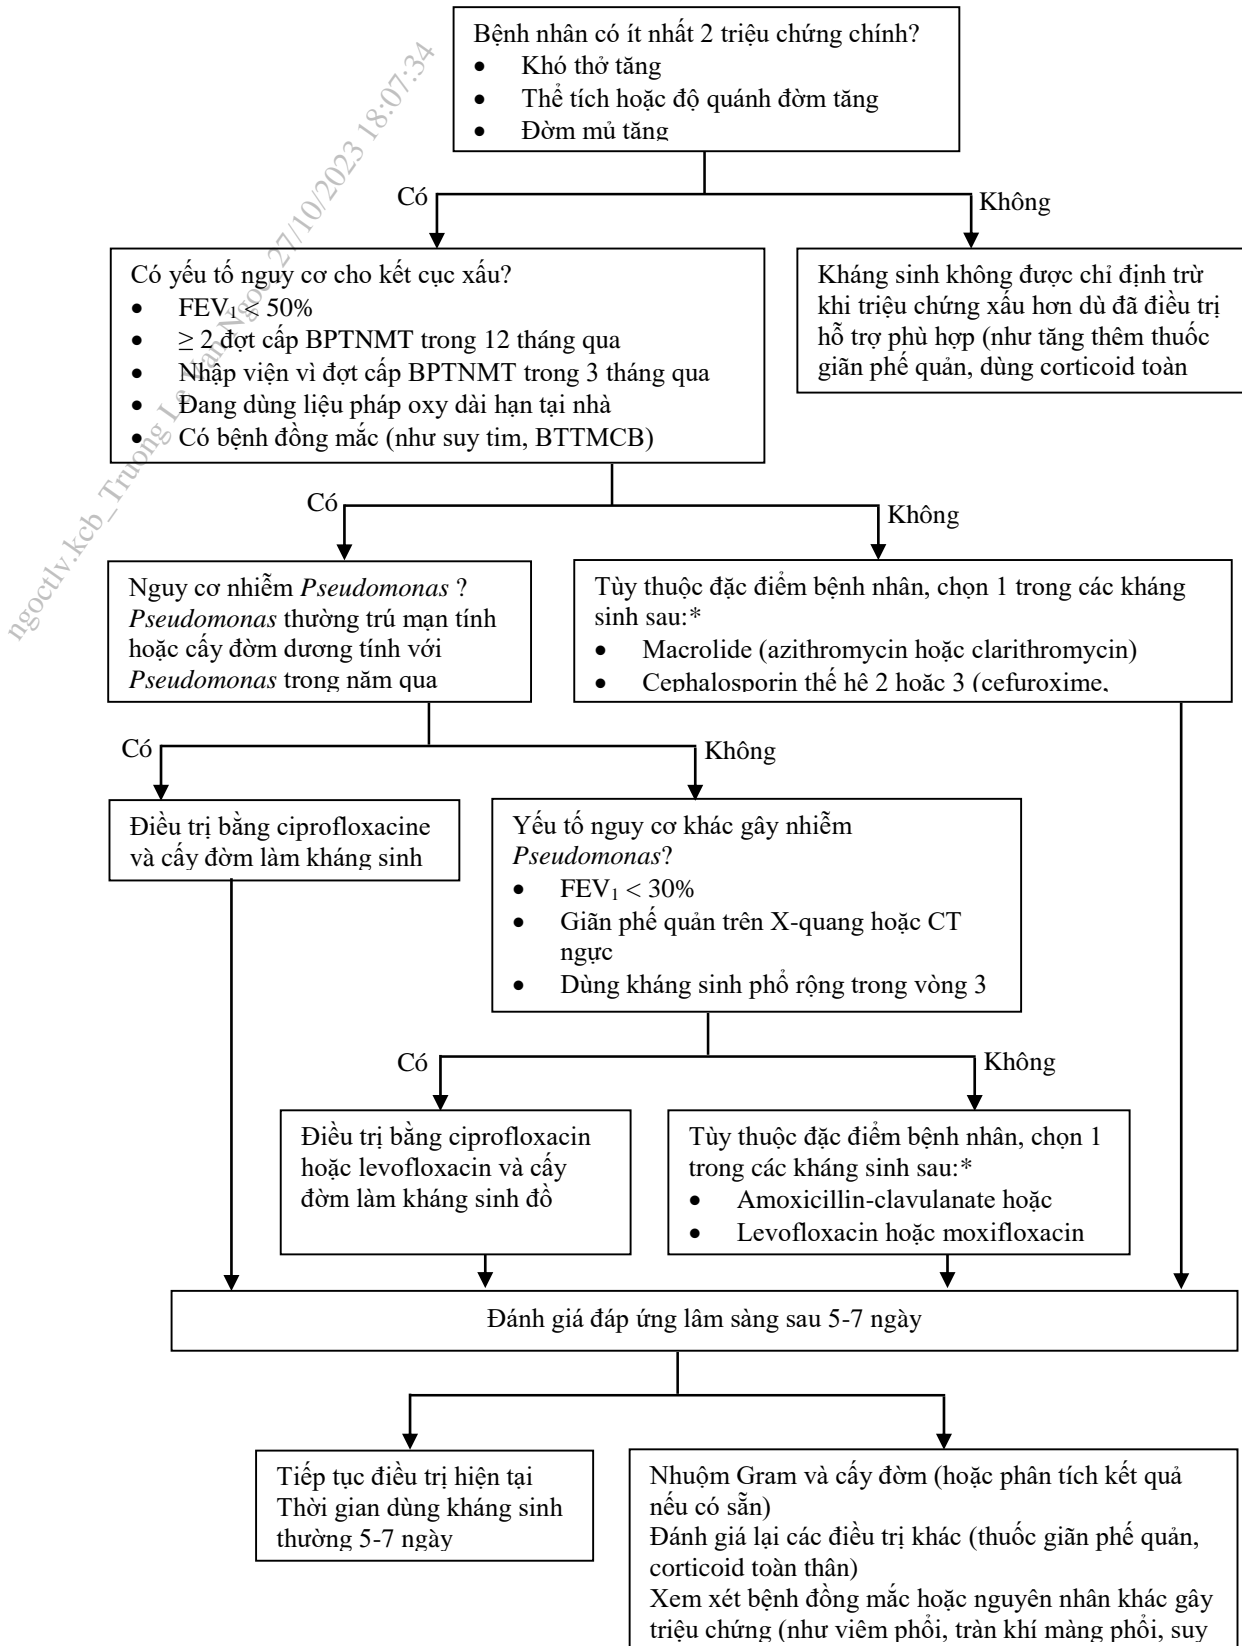 Bệnh nhân có ít nhất 2 triệu chứng chính?
• Khó thở tăng
• Thể tích hoặc độ quánh đờm tăng
• Đờm mủ tăng
Có
Không
Có yếu tố nguy cơ cho kết cục xấu?
• FEV₁ < 50%
• ≥ 2 đợt cấp BPTNMT trong 12 tháng qua
• Nhập viện vì đợt cấp BPTNMT trong 3 tháng qua
• Đang dùng liệu pháp oxy dài hạn tại nhà
• Có bệnh đồng mắc (như suy tim, BTTMCB)
Kháng sinh không được chỉ định trừ
khi triệu chứng xấu hơn dù đã điều trị
hỗ trợ phù hợp (như tăng thêm thuốc
giãn phế quản, dùng corticoid toàn
Có
Không
Nguy cơ nhiễm Pseudomonas ?
Pseudomonas thường trú mạn tính
hoặc cấy đờm dương tính với
Pseudomonas trong năm qua
Tùy thuộc đặc điểm bệnh nhân, chọn 1 trong các kháng
sinh sau:*
• Macrolide (azithromycin hoặc clarithromycin)
• Cephalosporin thế hệ 2 hoặc 3 (cefuroxime,
Có
Không
Điều trị bằng ciprofloxacine
và cấy đờm làm kháng sinh
Yếu tố nguy cơ khác gây nhiễm
Pseudomonas?
• FEV₁ < 30%
• Giãn phế quản trên X-quang hoặc CT
ngực
• Dùng kháng sinh phổ rộng trong vòng 3
Có
Không
Điều trị bằng ciprofloxacin
hoặc levofloxacin và cấy
đờm làm kháng sinh đồ
Tùy thuộc đặc điểm bệnh nhân, chọn 1
trong các kháng sinh sau:*
• Amoxicillin-clavulanate hoặc
• Levofloxacin hoặc moxifloxacin
Đánh giá đáp ứng lâm sàng sau 5-7 ngày
Tiếp tục điều trị hiện tại
Thời gian dùng kháng sinh
thường 5-7 ngày
Nhuộm Gram và cấy đờm (hoặc phân tích kết quả
nếu có sẵn)
Đánh giá lại các điều trị khác (thuốc giãn phế quản,
corticoid toàn thân)
Xem xét bệnh đồng mắc hoặc nguyên nhân khác gây
triệu chứng (như viêm phổi, tràn khí màng phổi, suy
ngoctlv.kcb_Truong Le Van Ngoc 27/10/2023 18:07:34